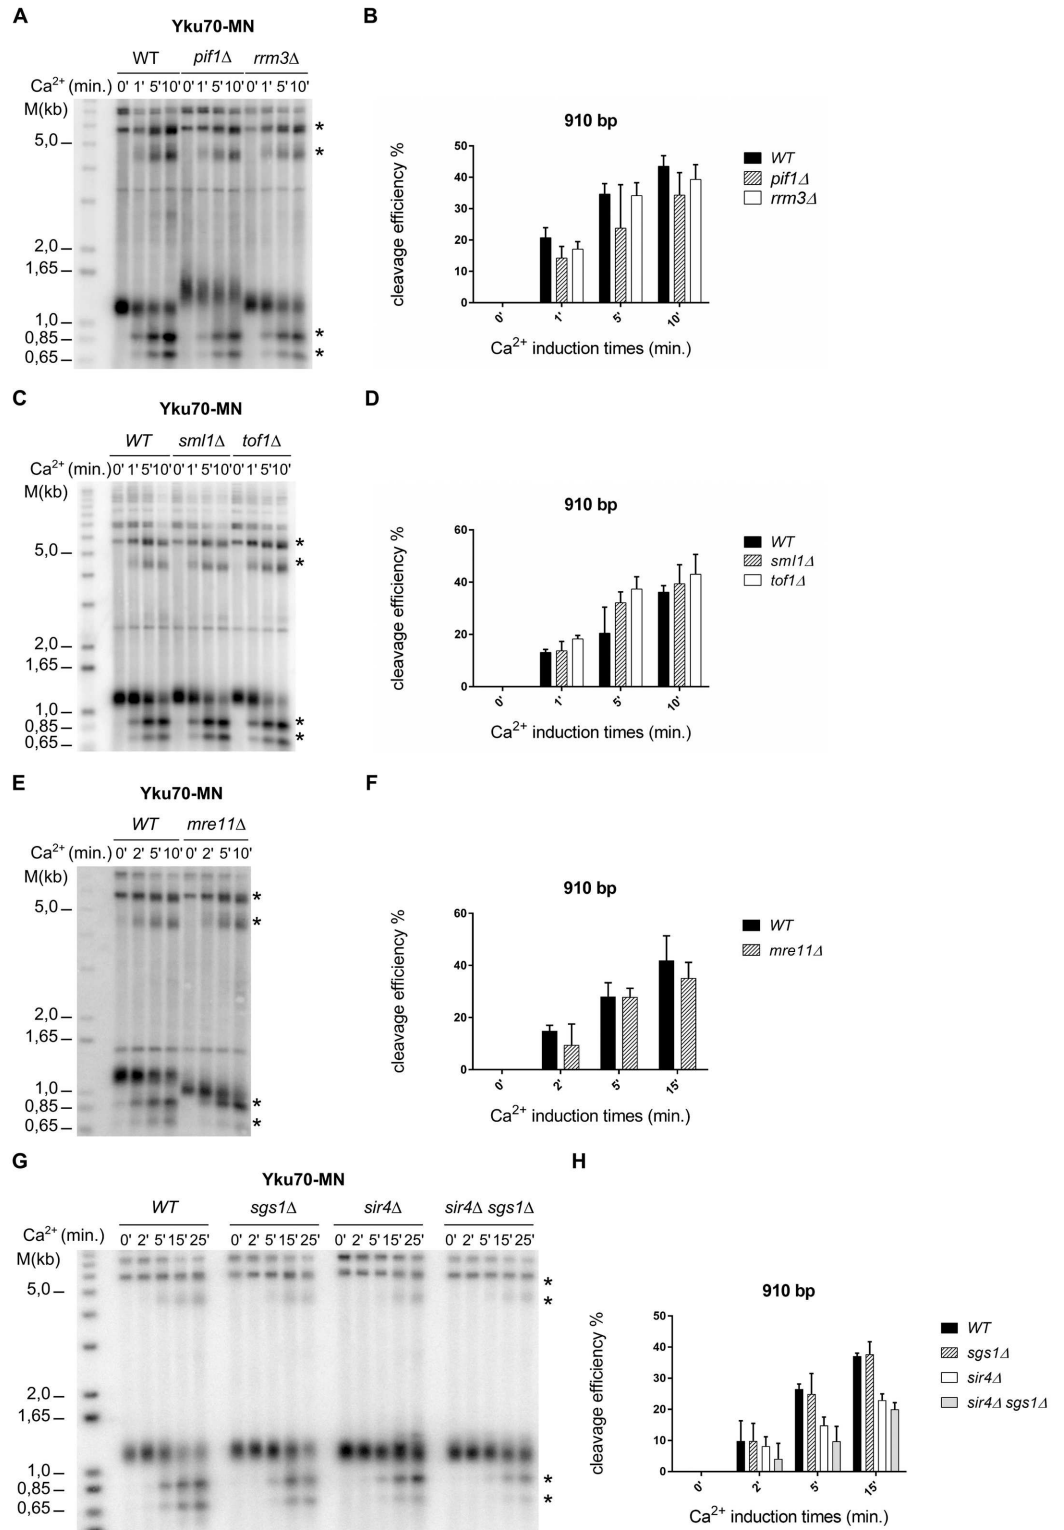 A
Yku70-MN
WT pif1Δ rrm3Δ
Ca2+ (min.) 0' 1' 5' 10' 0' 1' 5' 10' 0' 1' 5' 10'
M(kb)
*
5,0
*
2,0
1,65
1,0
*
0,85
*
0,65
B
910 bp
cleavage efficiency %
50
40
30
20
10
0
0' 1' 5' 10'
Ca2+ induction times (min.)
WT
pif1Δ
rrm3Δ
C
Yku70-MN
WT sml1Δ tof1Δ
Ca2+ (min.) 0' 1' 5' 10' 0' 1' 5' 10' 0' 1' 5' 10'
M(kb)
*
5,0
*
2,0
1,65
1,0
*
0,85
*
0,65
D
910 bp
cleavage efficiency %
60
40
20
0
0' 1' 5' 10'
Ca2+ induction times (min.)
WT
sml1Δ
tof1Δ
E
Yku70-MN
WT mre11Δ
Ca2+ (min.) 0' 2' 5' 10' 0' 2' 5' 10'
M(kb)
*
5,0
*
2,0
1,65
1,0
*
0,85
*
0,65
F
910 bp
cleavage efficiency %
60
40
20
0
0' 2' 5' 15'
Ca2+ induction times (min.)
WT
mre11Δ
G
Yku70-MN
WT sgs1Δ sir4Δ sir4Δ sgs1Δ
Ca2+ (min.) 0' 2' 5' 15' 25' 0' 2' 5' 15' 25' 0' 2' 5' 15' 25' 0' 2' 5' 15' 25'
M(kb)
*
5,0
*
2,0
1,65
1,0
*
0,85
*
0,65
H
910 bp
cleavage efficiency %
50
40
30
20
10
0
0' 2' 5' 15'
Ca2+ induction times (min.)
WT
sgs1Δ
sir4Δ
sir4Δ sgs1Δ